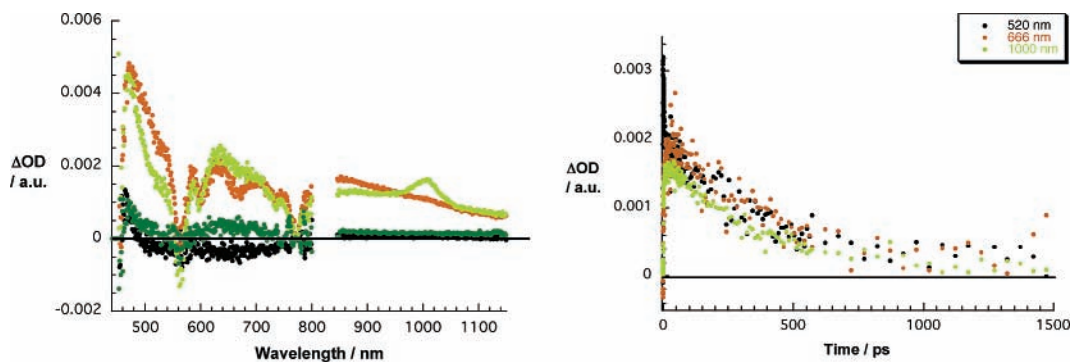 0.006
0.004
0.002
0
-0.002
ΔOD
/ a.u.
500 600 700 800 900 1000 1100
Wavelength / nm
520 nm
666 nm
1000 nm
0.003
0.002
0.001
0
ΔOD
/ a.u.
0 500 1000 1500
Time / ps